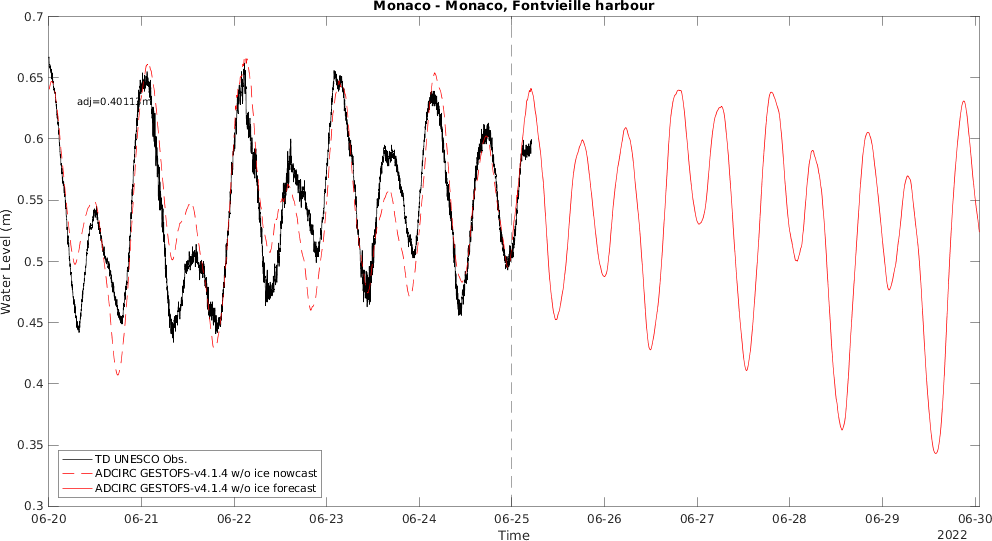 Monaco - Monaco, Fontvieille harbour
0.7
0.65
0.6
0.55
0.5
0.45
0.4
0.35
0.3
Water Level (m)
adj=0.40112m
TD UNESCO Obs.
ADCIRC GESTOFS-v4.1.4 w/o ice nowcast
ADCIRC GESTOFS-v4.1.4 w/o ice forecast
06-20 06-21 06-22 06-23 06-24 06-25 06-26 06-27 06-28 06-29 06-30
Time
2022